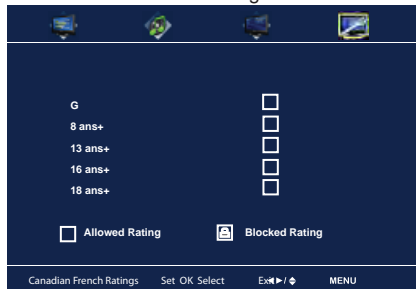 G
8 ans+
13 ans+
16 ans+
18 ans+
Allowed Rating Blocked Rating
Canadian French Ratings Set OK Select MENU